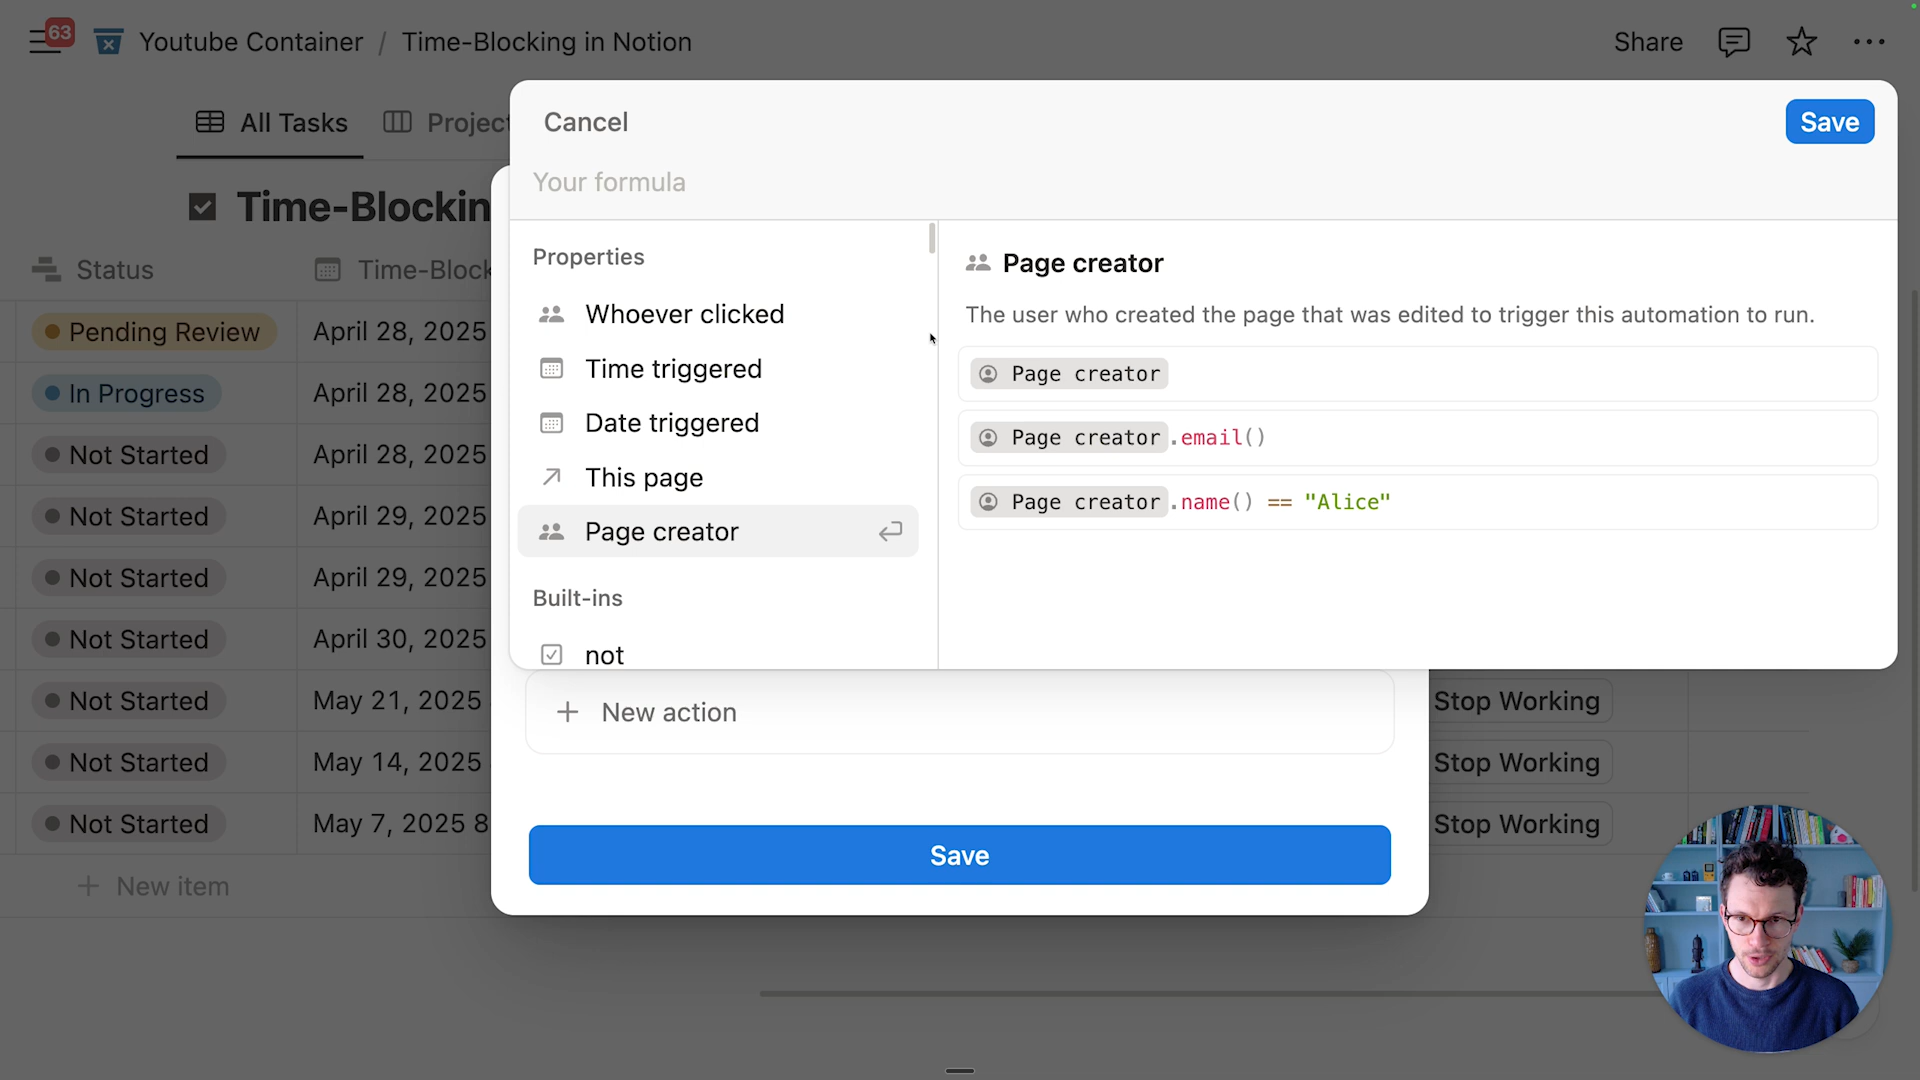 63
Youtube Container / Time-Blocking in Notion
Share
All Tasks
Project
Time-Blockin
Status
Time-Block
Pending Review
April 28, 2025
In Progress
April 28, 2025
Not Started
April 28, 2025
Not Started
April 29, 2025
Not Started
April 29, 2025
Not Started
April 30, 2025
Not Started
May 21, 2025
Stop Working
Not Started
May 14, 2025
Stop Working
Not Started
May 7, 2025 8
Stop Working
+ New item
Cancel
Save
Your formula
Properties
Whoever clicked
Time triggered
Date triggered
This page
Page creator
Built-ins
not
Page creator
The user who created the page that was edited to trigger this automation to run.
Page creator
Page creator.email()
Page creator.name() == "Alice"
+ New action
Save